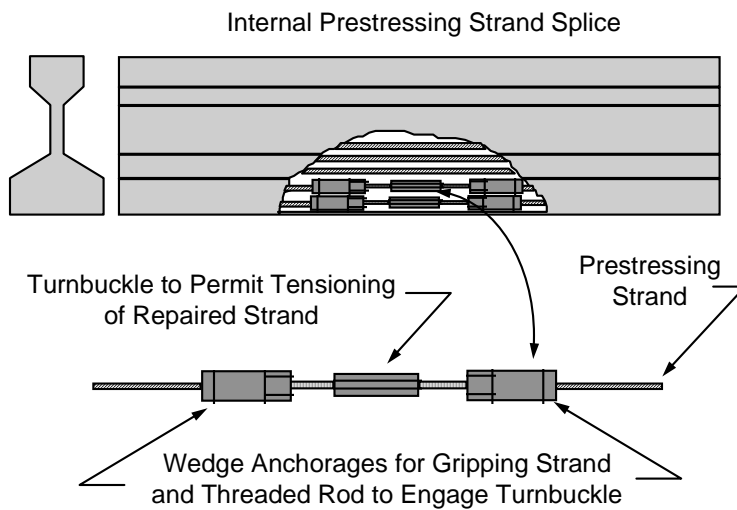 Internal Prestressing Strand Splice
Turnbuckle to Permit Tensioning
of Repaired Strand
Prestressing
Strand
Wedge Anchorages for Gripping Strand
and Threaded Rod to Engage Turnbuckle